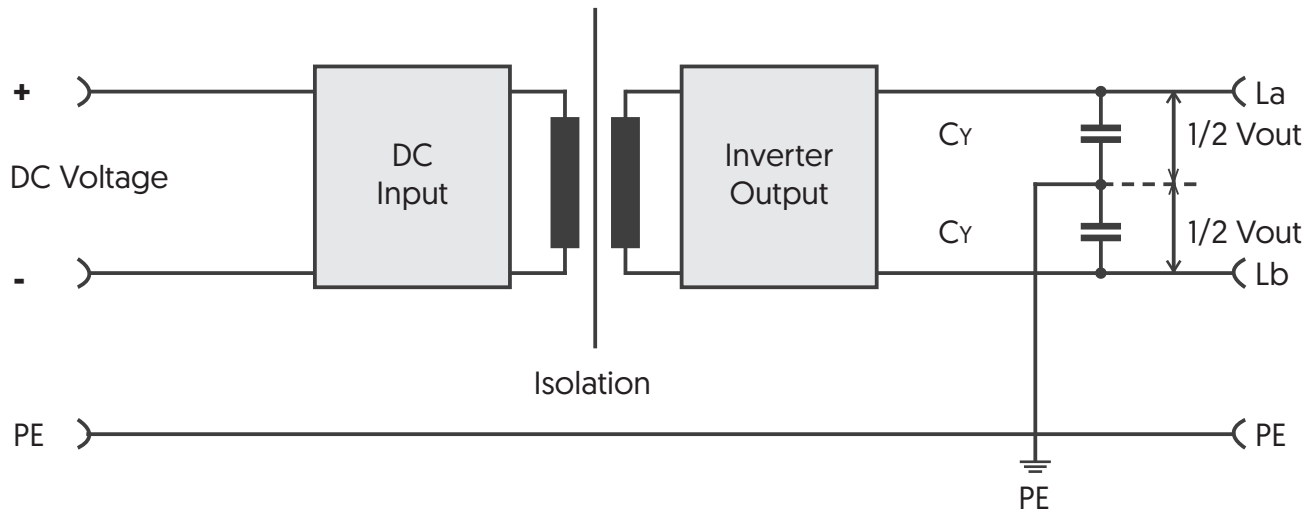 +
La
CY
1/2 Vout
DC
Input
Inverter
Output
DC Voltage
CY
1/2 Vout
-
Lb
Isolation
PE
PE
PE